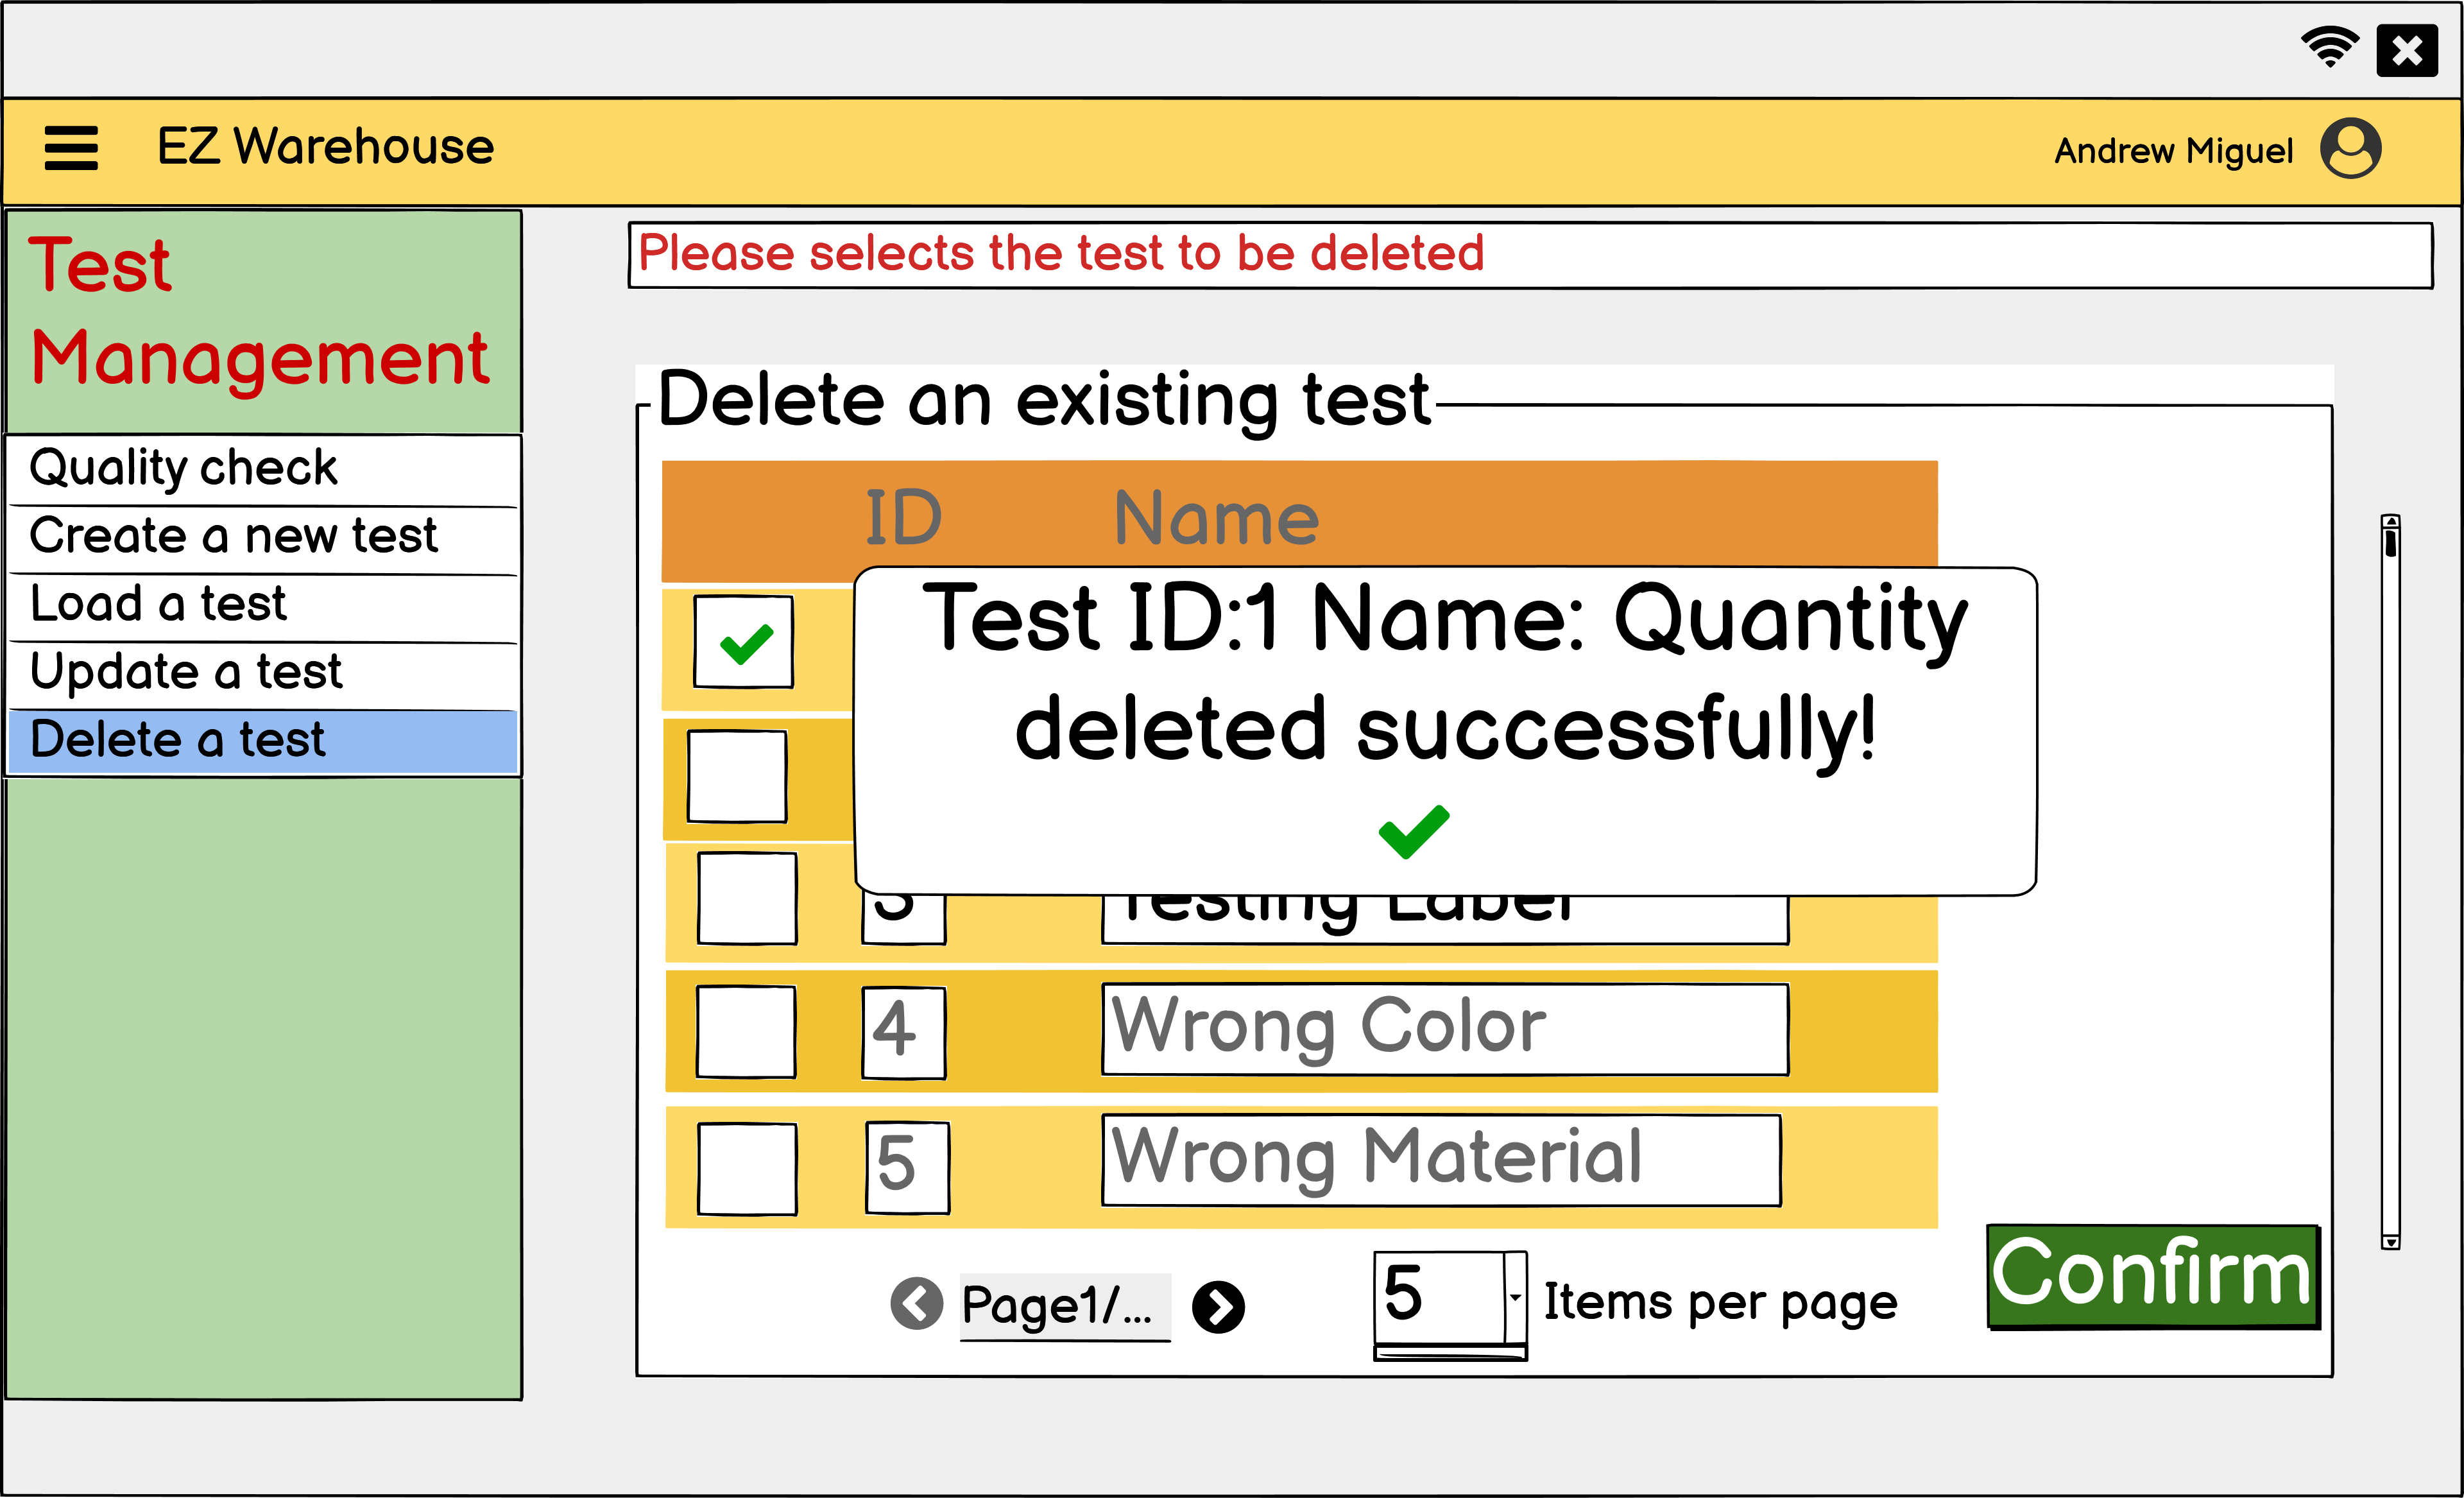 EZ Warehouse
Andrew Miguel
Test
Management
Please selects the test to be deleted
Quality check
Create a new test
Load a test
Update a test
Delete a test
Delete an existing test
ID Name
Test ID:1 Name: Quantity
deleted successfully!
3 Testing Label
4 Wrong Color
5 Wrong Material
Page1/...
5 Items per page
Confirm